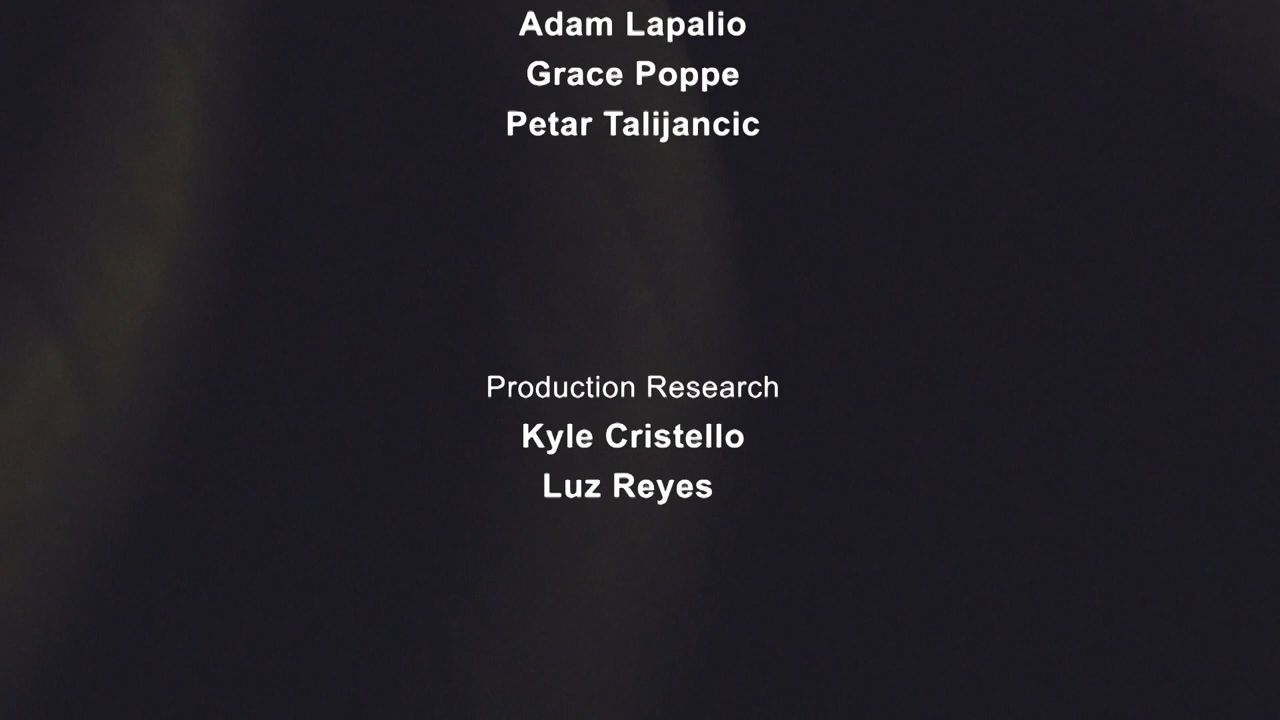 Adam Lapalio
Grace Poppe
Petar Talijancic
Production Research
Kyle Cristello
Luz Reyes